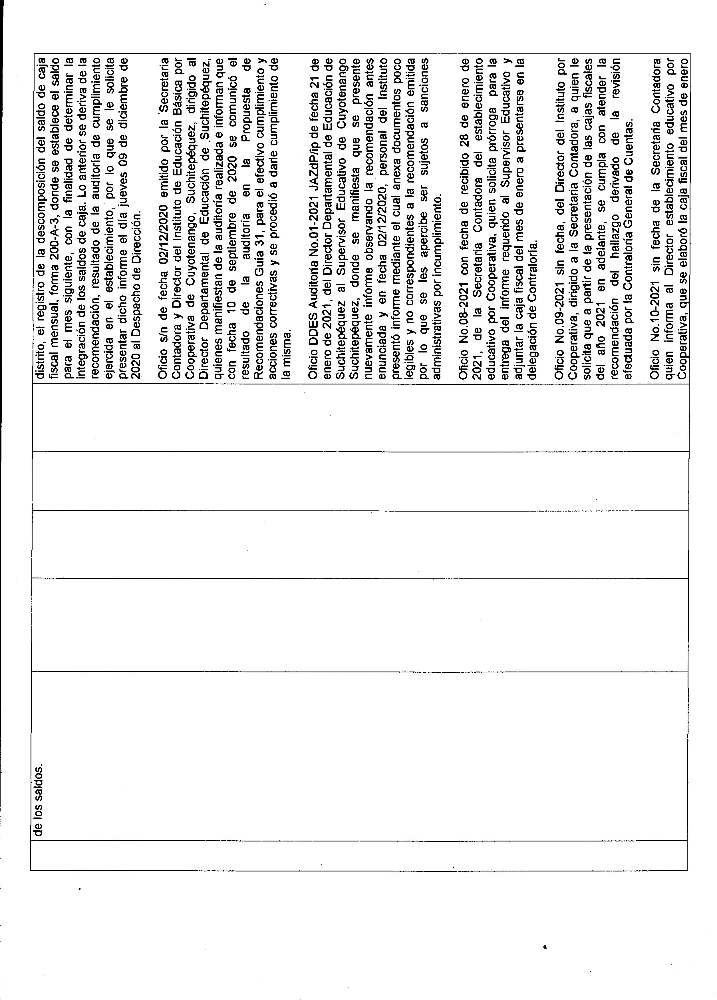 de los saldos.
distrito, el registro de la descomposición del saldo de caja
fiscal mensual, forma 200-A-3, donde se establece el saldo
para el mes siguiente, con la finalidad de determinar la
integración de los saldos de caja. Lo anterior se deriva de la
recomendación, resultado de la auditoría de cumplimiento
ejercida en el establecimiento, por lo que se le solicita
presentar dicho informe el día jueves 09 de diciembre de
2020 al Despacho de Dirección.
Oficio s/n de fecha 02/12/2020 emitido por la Secretaria
Contadora y Director del Instituto de Educación Básica por
Cooperativa de Cuyotenango, Suchitepéquez, dirigido al
Director Departamental de Educación de Suchitepéquez,
quienes manifiestan de la auditoría realizada e informan que
con fecha 10 de septiembre de 2020 se comunicó el
resultado de la auditoría en la Propuesta de
Recomendaciones Guía 31, para el efectivo cumplimiento y
acciones correctivas y se procedió a darle cumplimiento de
la misma.
Oficio DDES Auditoría No.01-2021 JAZdP/ip de fecha 21 de
enero de 2021, del Director Departamental de Educación de
Suchitepéquez al Supervisor Educativo de Cuyotenango
Suchitepéquez, donde se manifiesta que se presente
nuevamente informe observando la recomendación antes
enunciada y en fecha 02/12/2020, personal del Instituto
presentó informe mediante el cual anexa documentos poco
legibles y no correspondientes a la recomendación emitida
por lo que se les apercibe ser sujetos a sanciones
administrativas por incumplimiento.
Oficio No.08-2021 con fecha de recibido 28 de enero de
2021, de la Secretaria Contadora del establecimiento
educativo por Cooperativa, quien solicita prórroga para la
entrega del informe requerido al Supervisor Educativo y
adjuntar la caja fiscal del mes de enero a presentarse en la
delegación de Contraloría.
Oficio No.09-2021 sin fecha, del Director del Instituto por
Cooperativa, dirigido a la Secretaria Contadora, a quien le
solicita que a partir de la presentación de las cajas fiscales
del año 2021 en adelante, se cumpla con atender la
recomendación del hallazgo derivado de la revisión
efectuada por la Contraloría General de Cuentas.
Oficio No.10-2021 sin fecha de la Secretaria Contadora
quien informa al Director establecimiento educativo por
Cooperativa, que se elaboró la caja fiscal del mes de enero